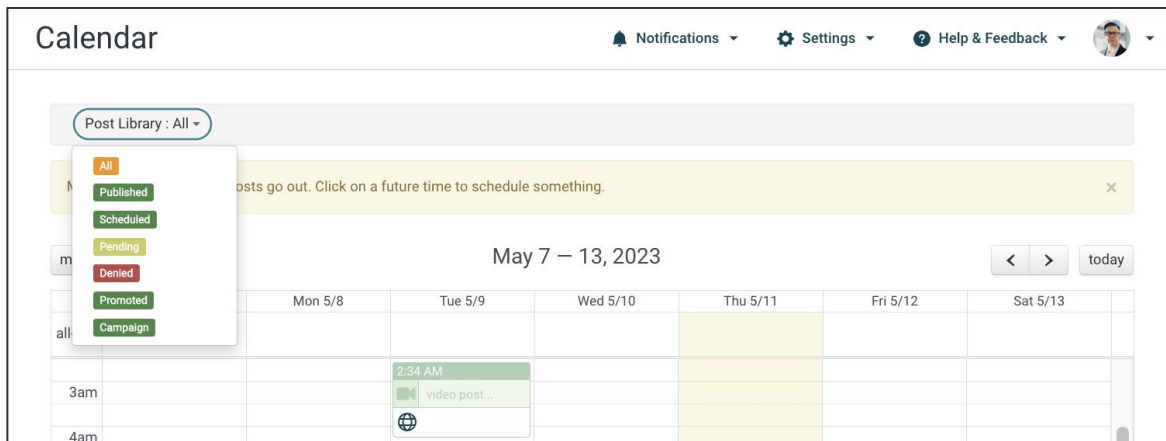 Calendar
Notifications
Settings
Help & Feedback
Post Library : All
All
Published
Scheduled
Pending
Denied
Promoted
Campaign
posts go out. Click on a future time to schedule something.
×
May 7 — 13, 2023
today
Mon 5/8 Tue 5/9 Wed 5/10 Thu 5/11 Fri 5/12 Sat 5/13
2:34 AM
3am
video post...
4am